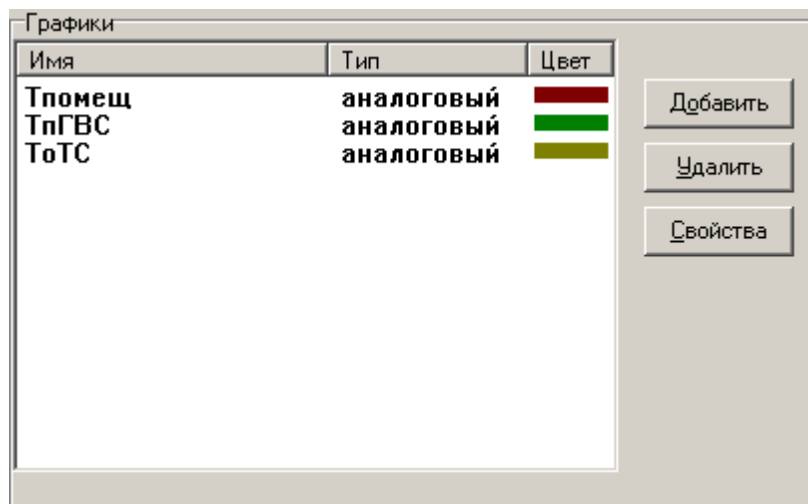 Графики
Имя Тип Цвет
Тпомещ аналоговый
ТпГВС аналоговый
ТоТС аналоговый
Добавить
Удалить
Свойства